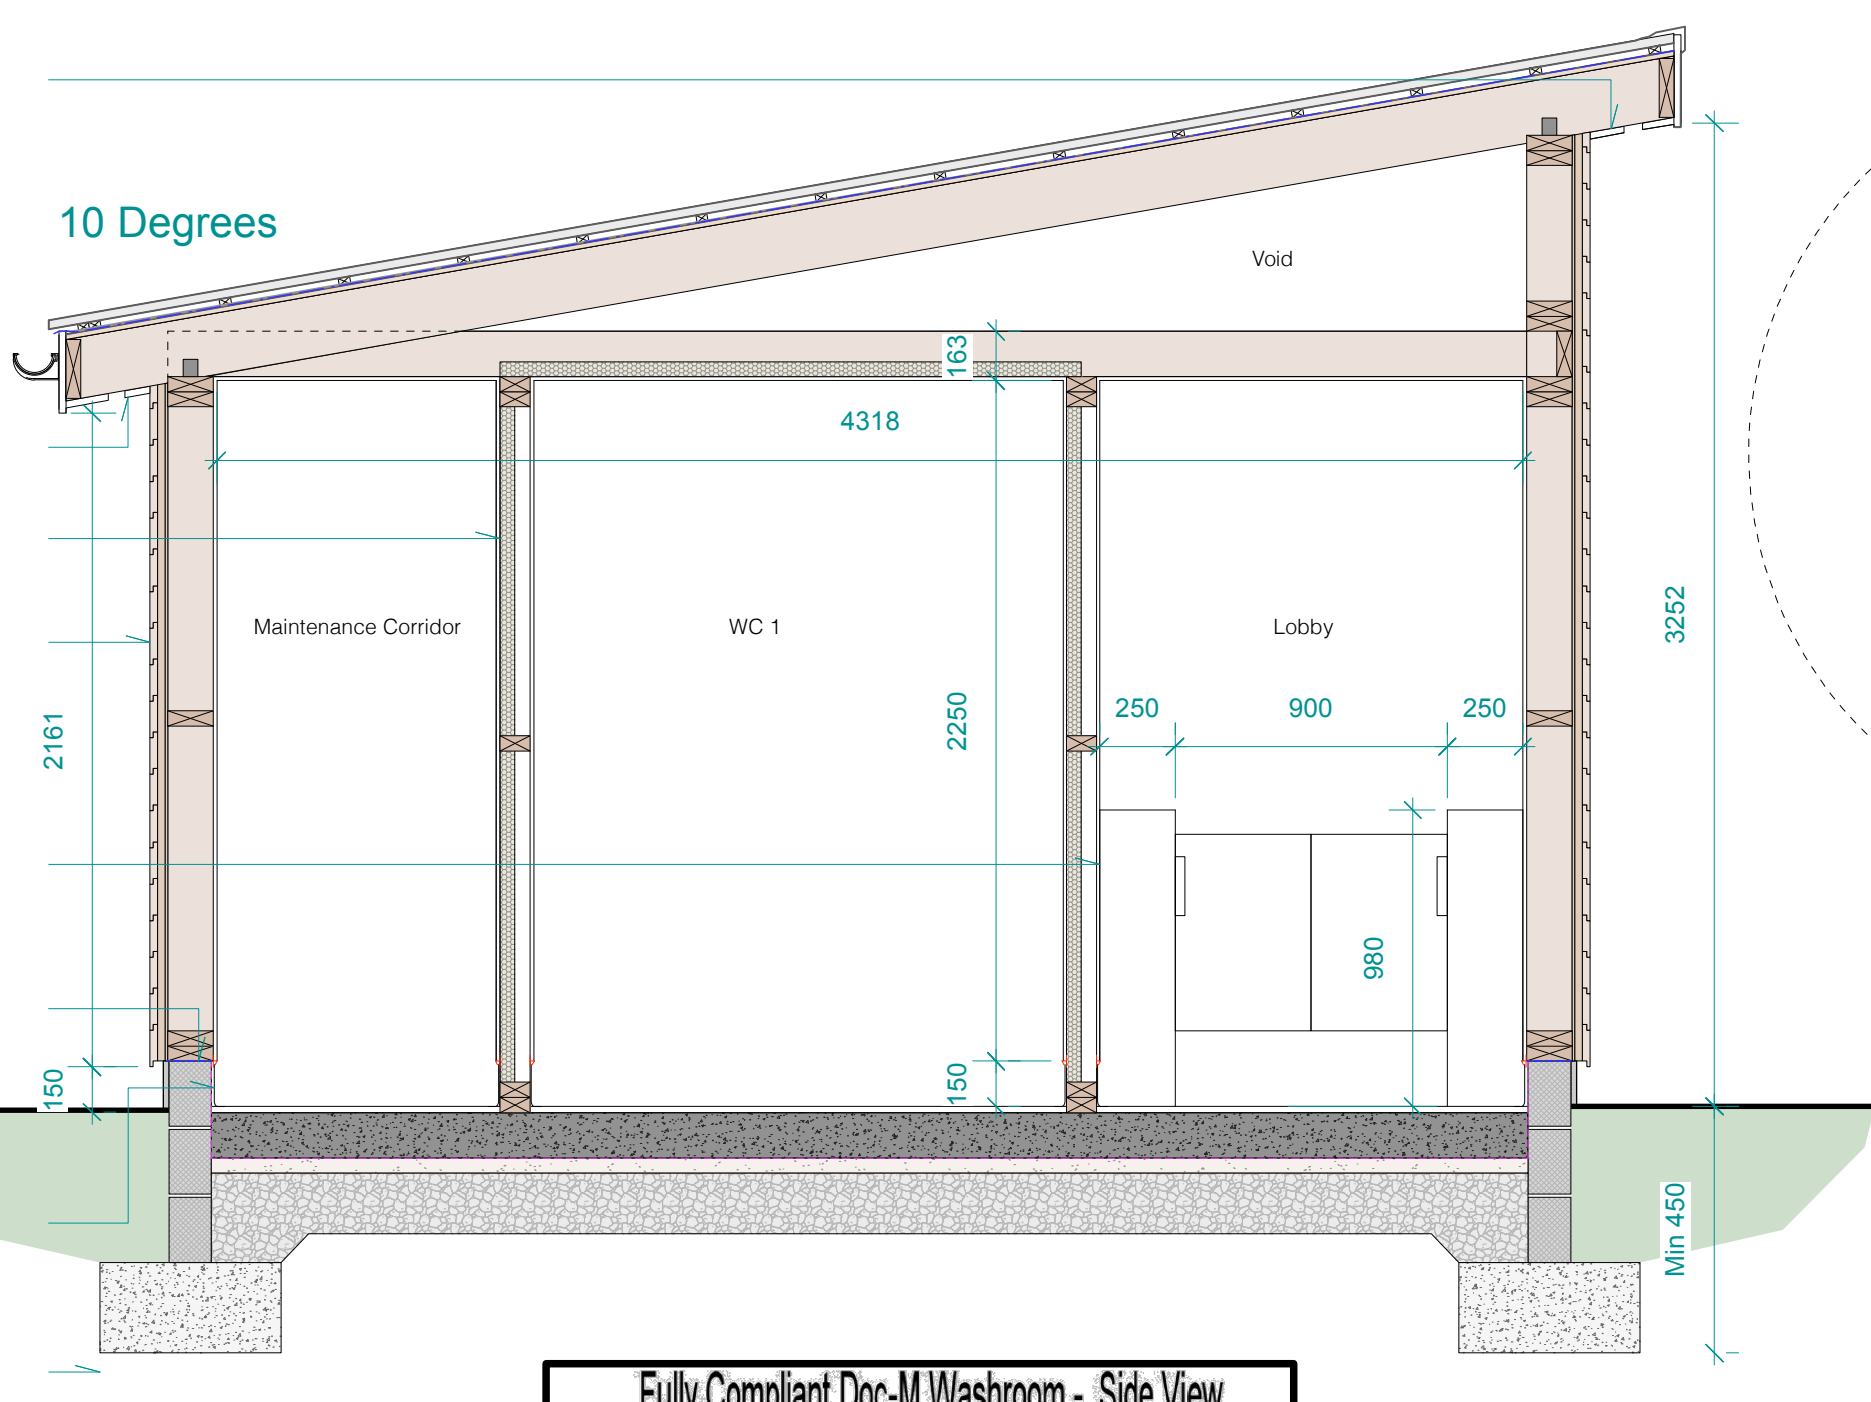 10 Degrees
Void
163
4318
Maintenance Corridor
WC 1
Lobby
3252
2161
2250
250
900
250
980
150
150
Min 450
Fully Compliant Doc-M Washroom - Side View